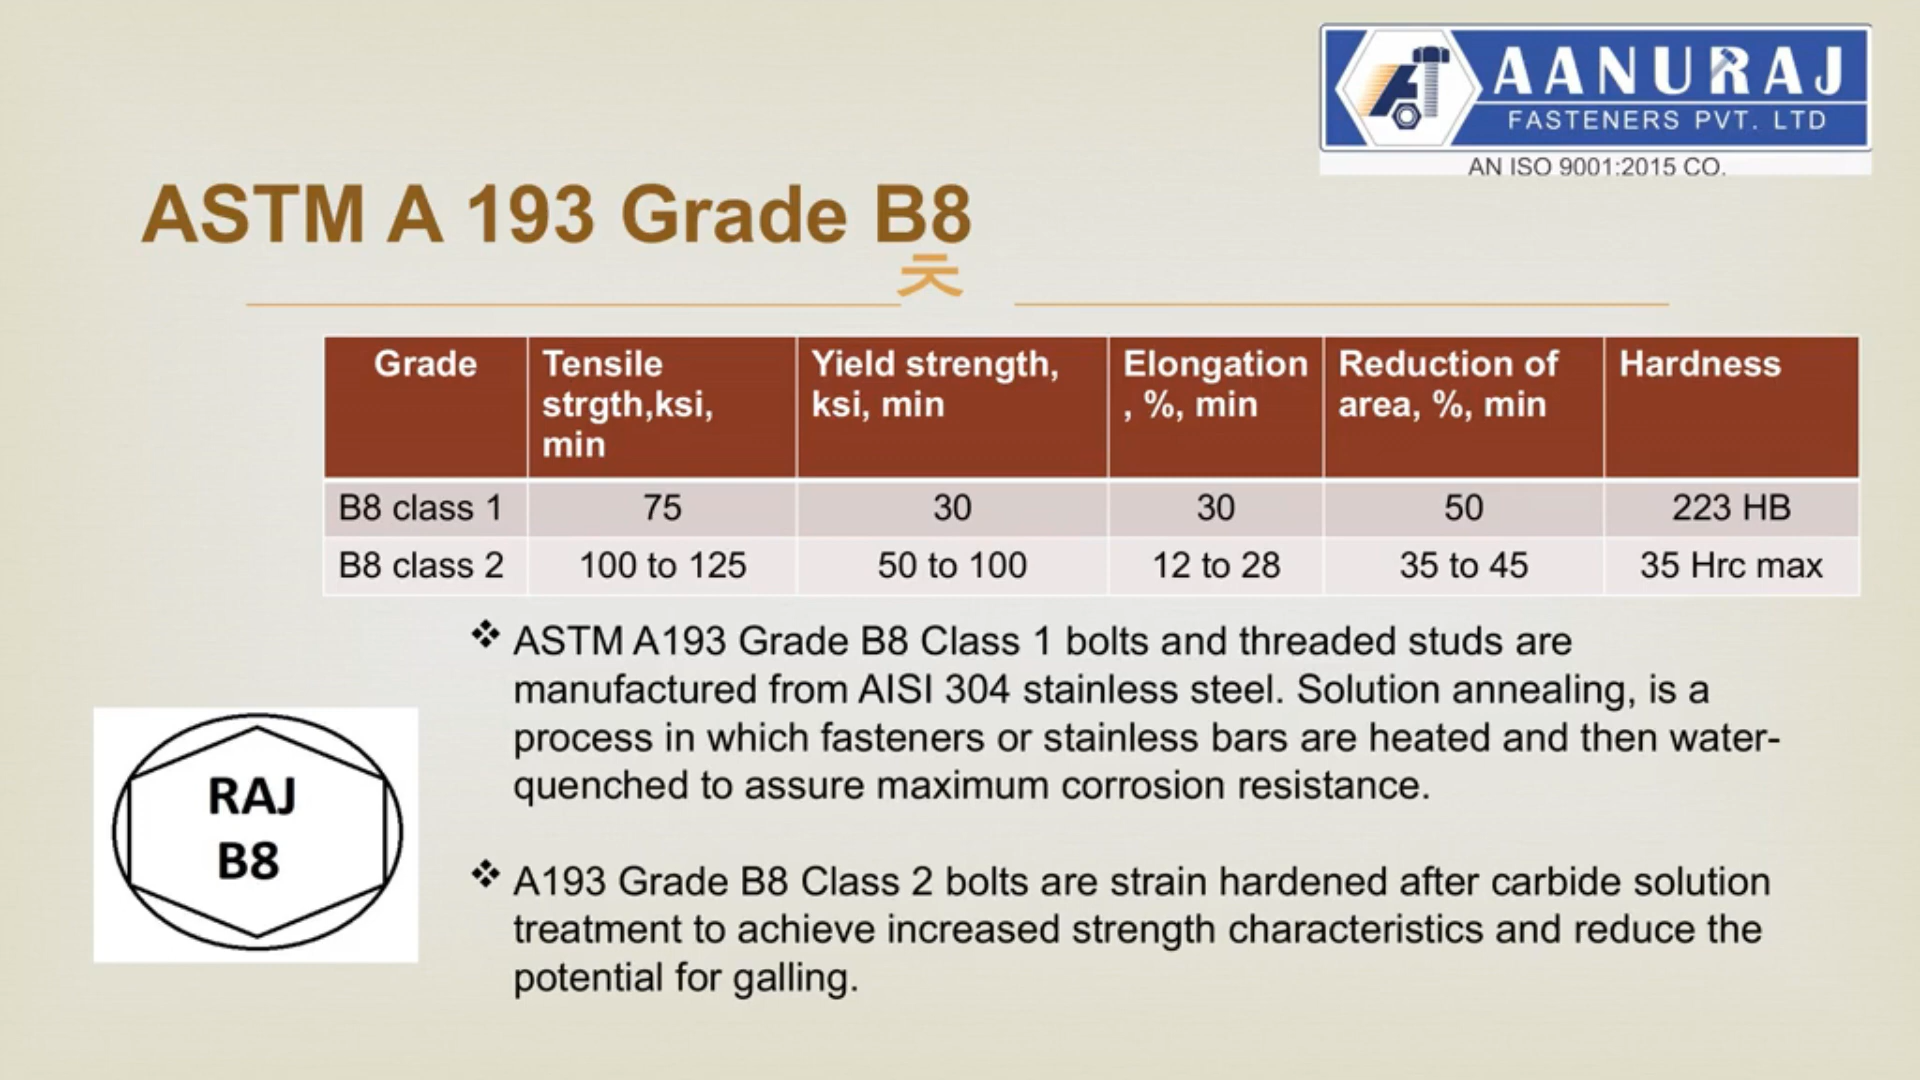 AANURAJ
FASTENERS PVT. LTD
AN ISO 9001:2015 CO.
ASTM A 193 Grade B8
Grade
Tensile
strgth,ksi,
min
Yield strength,
ksi, min
Elongation
, %, min
Reduction of
area, %, min
Hardness
B8 class 1 75 30 30 50 223 HB
B8 class 2 100 to 125 50 to 100 12 to 28 35 to 45 35 Hrc max
❖ ASTM A193 Grade B8 Class 1 bolts and threaded studs are
manufactured from AISI 304 stainless steel. Solution annealing, is a
process in which fasteners or stainless bars are heated and then water-
quenched to assure maximum corrosion resistance.
RAJ
B8
❖ A193 Grade B8 Class 2 bolts are strain hardened after carbide solution
treatment to achieve increased strength characteristics and reduce the
potential for galling.